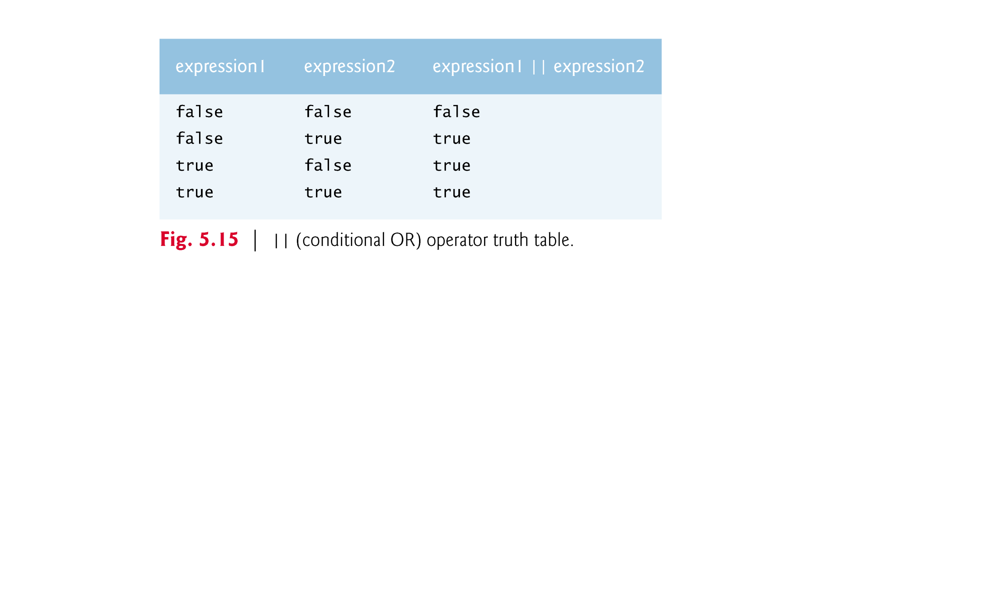 expression1 expression2 expression1 || expression2
false false false
false true true
true false true
true true true
Fig. 5.15 | || (conditional OR) operator truth table.